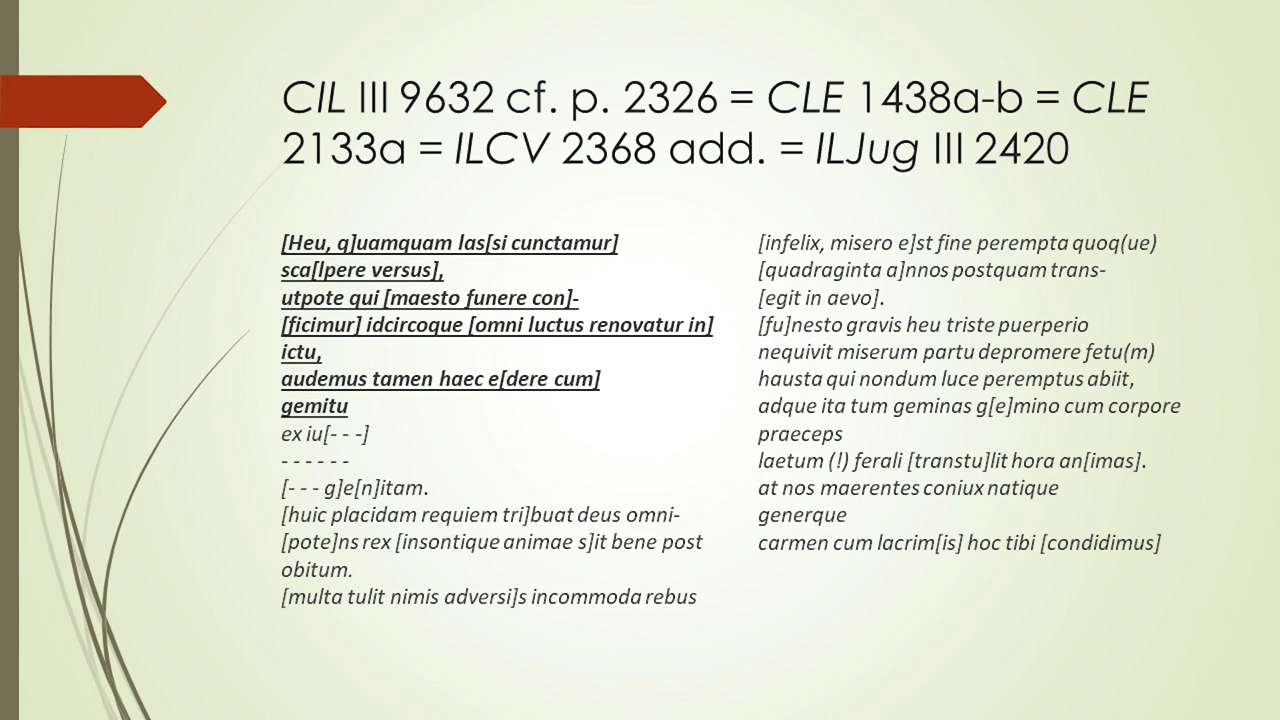 CIL III 9632 cf. p. 2326 = CLE 1438a-b = CLE
2133a = ILCV 2368 add. = ILJug III 2420
[Heu, q]uamquam las[si cunctamur]
sca[lpere versus],
utpote qui [maesto funere con]-
[ficimur] idcircoque [omni luctus renovatur in]
ictu,
audemus tamen haec e[dere cum]
gemitu
ex iu[- - -]
- - - - - -
[- - - g]e[n]itam.
[huic placidam requiem tri]buat deus omni-
[pote]ns rex [insontique animae s]it bene post
obitum.
[multa tulit nimis adversi]s incommoda rebus
[infelix, misero e]st fine perempta quoq(ue)
[quadraginta a]nnos postquam trans-
[egit in aevo].
[fu]nesto gravis heu triste puerperio
nequivit miserum partu depromere fetu(m)
hausta qui nondum luce peremptus abiit,
adque ita tum geminas g[e]mino cum corpore
praeceps
laetum (!) ferali [transtu]lit hora an[imas].
at nos maerentes coniux natique
generque
carmen cum lacrim[is] hoc tibi [condidimus]